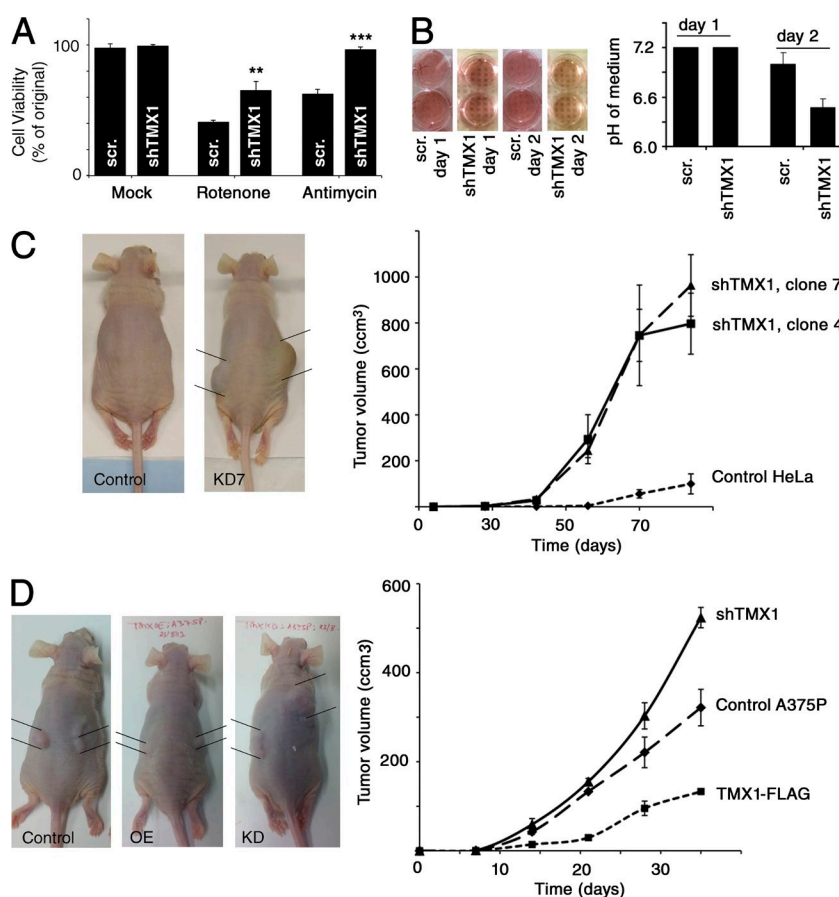 A
Cell Viability
(% of original)
100
0
scr.
shTMX1
scr.
**
shTMX1
scr.
***
shTMX1
Mock
Rotenone
Antimycin
B
scr.
day 1
shTMX1
day 1
scr.
day 2
shTMX1
day 2
pH of medium
7.2
6.6
6.0
day 1
day 2
scr.
shTMX1
scr.
shTMX1
C
Control
KD7
Tumor volume (ccm³)
1000
800
600
400
200
0
30
50
70
Time (days)
shTMX1, clone 7
shTMX1, clone 4
Control HeLa
D
Control
OE
KD
Tumor volume (ccm3)
600
400
200
0
10
20
30
Time (days)
shTMX1
Control A375P
TMX1-FLAG